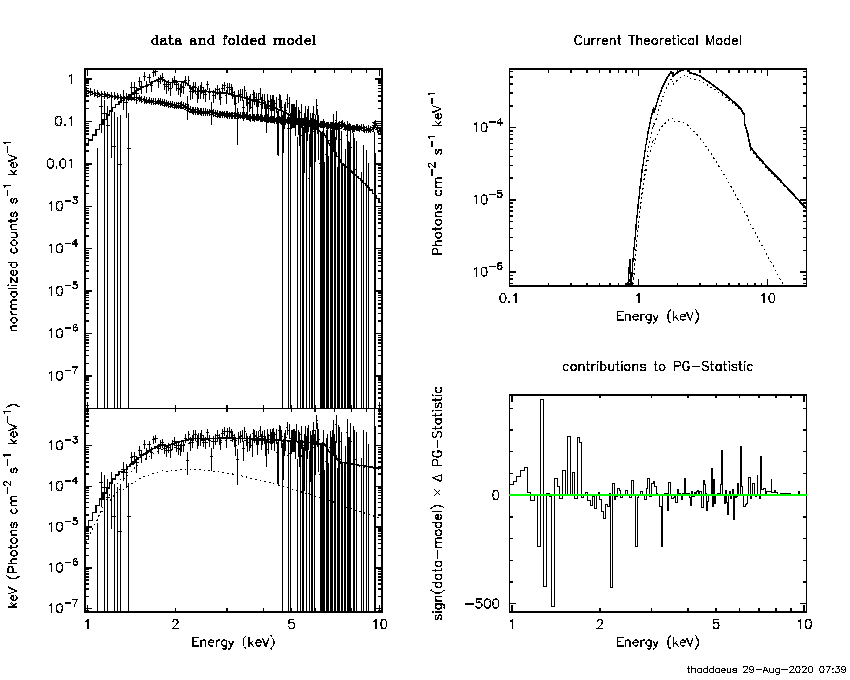 data and folded model
normalized counts s⁻¹ keV⁻¹
1
0.1
0.01
10⁻³
10⁻⁴
10⁻⁵
10⁻⁶
10⁻⁷
keV (Photons cm⁻² s⁻¹ keV⁻¹)
10⁻³
10⁻⁴
10⁻⁵
10⁻⁶
10⁻⁷
1 2 5 10
Energy (keV)
Current Theoretical Model
Photons cm⁻² s⁻¹ keV⁻¹
10⁻⁴
10⁻⁵
10⁻⁶
0.1 1 10
Energy (keV)
contributions to PG−Statistic
sign(data−model) × Δ PG−Statistic
0
−500
1 2 5 10
Energy (keV)
thaddaeus 29−Aug−2020 07:39